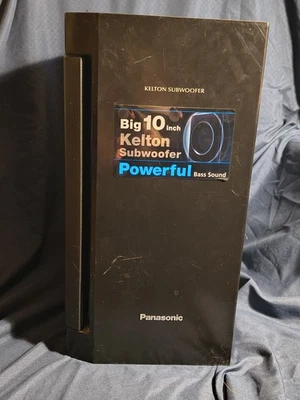 KELTON SUBWOOFER
Big 10 inch
Kelton
Subwoofer
Powerful Bass Sound
Panasonic